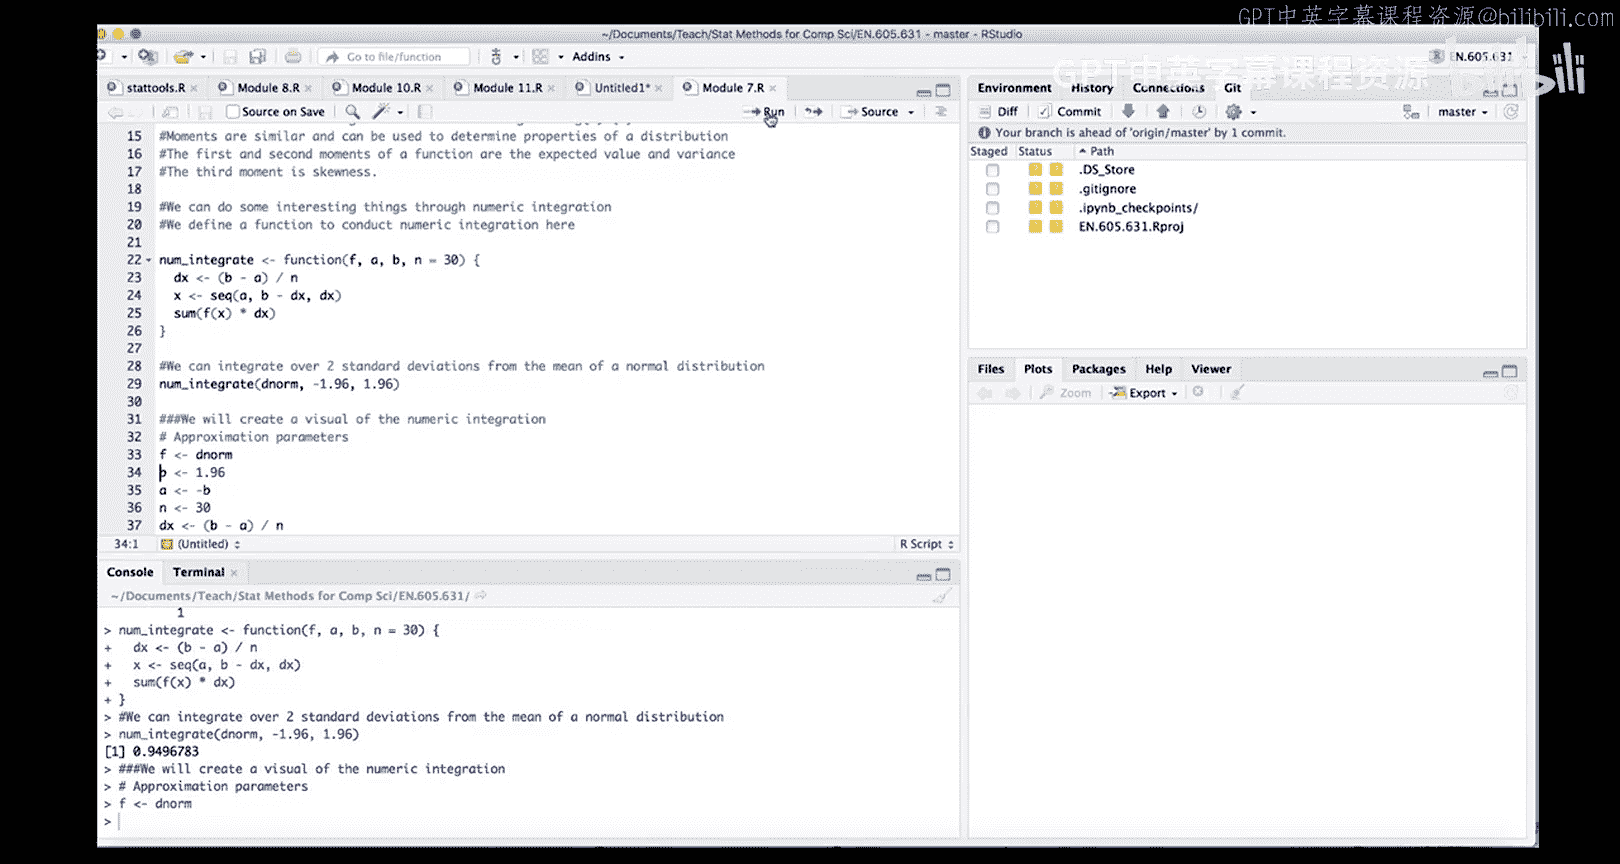 GPT中英字幕课程资源@bilibili.com
~/Documents/Teach/Stat Methods for Comp Sci/EN.605.631 - master - RStudio
Go to file/function
Addins
EN.605.631
GPT中英字幕课程资源 bilibili
stattools.R
Module 8.R
Module 10.R
Module 11.R
Untitled1*
Module 7.R
Source on Save
Run
Source
15 #Moments are similar and can be used to determine properties of a distribution
16 #The first and second moments of a function are the expected value and variance
17 #The third moment is skewness.
18
19 #We can do some interesting things through numeric integration
20 #We define a function to conduct numeric integration here
21
22 num_integrate <- function(f, a, b, n = 30) {
23 dx <- (b - a) / n
24 x <- seq(a, b - dx, dx)
25 sum(f(x) * dx)
26 }
27
28 #We can integrate over 2 standard deviations from the mean of a normal distribution
29 num_integrate(dnorm, -1.96, 1.96)
30
31 ###We will create a visual of the numeric integration
32 # Approximation parameters
33 f <- dnorm
34 b <- 1.96
35 a <- -b
36 n <- 30
37 dx <- (b - a) / n
34:1 (Untitled) R Script
Console Terminal
~/Documents/Teach/Stat Methods for Comp Sci/EN.605.631/
1
> num_integrate <- function(f, a, b, n = 30) {
+ dx <- (b - a) / n
+ x <- seq(a, b - dx, dx)
+ sum(f(x) * dx)
+ }
> #We can integrate over 2 standard deviations from the mean of a normal distribution
> num_integrate(dnorm, -1.96, 1.96)
[1] 0.9496783
> ###We will create a visual of the numeric integration
> # Approximation parameters
> f <- dnorm
>
Environment History Connections Git
Diff Commit master
Your branch is ahead of 'origin/master' by 1 commit.
Staged Status Path
.DS_Store
.gitignore
.ipynb_checkpoints/
EN.605.631.Rproj
Files Plots Packages Help Viewer
Zoom Export